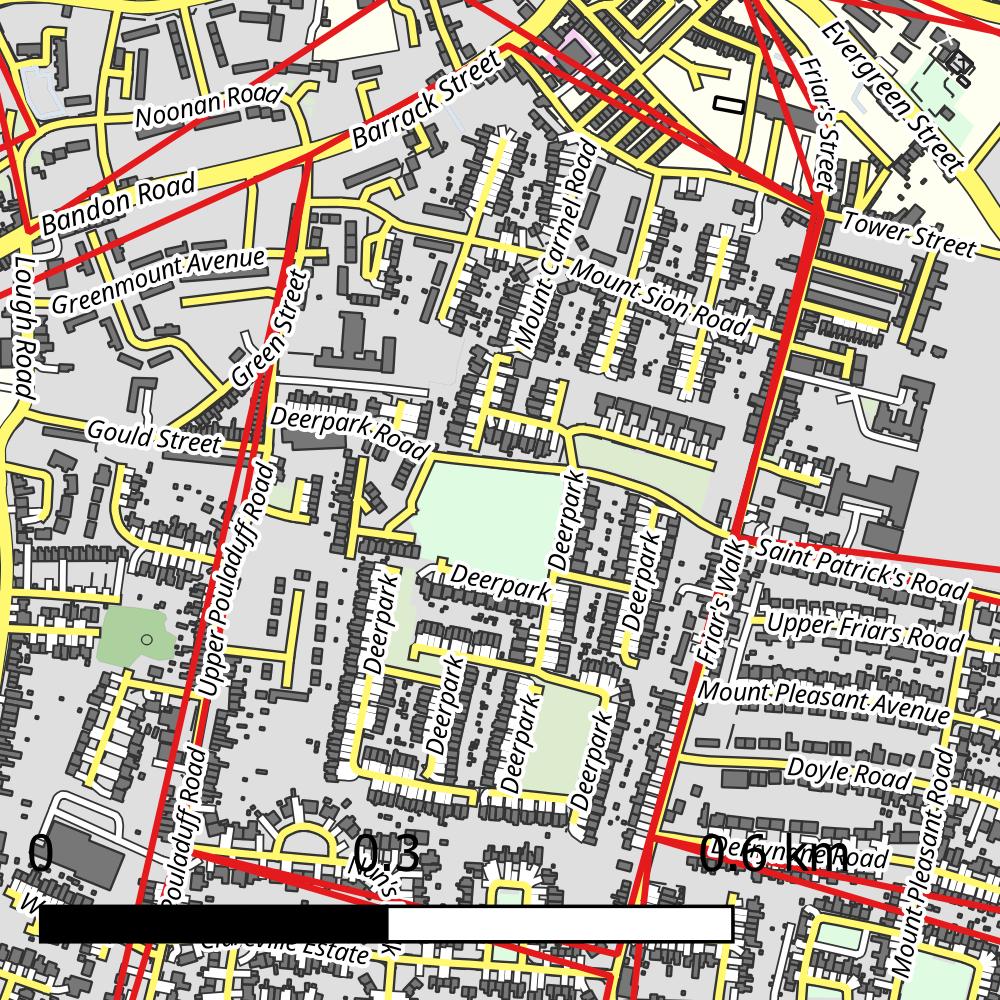 Evergreen Street
Friar's Street
Noonan Road
Barrack Street
Bandon Road
Mount Carmel Road
Tower Street
Greenmount Avenue
Lough Road
Mount Sion Road
Green Street
Gould Street
Deerpark Road
Upper Pouladuff Road
Deerpark
Deerpark
Deerpark
Deerpark
Saint Patrick's Road
Friar's Walk
Upper Friars Road
Mount Pleasant Avenue
Deerpark
Deerpark
Deerpark
Doyle Road
Pouladuff Road
Mount Pleasant Road
0
0.3
0.6 km
Road
Estate